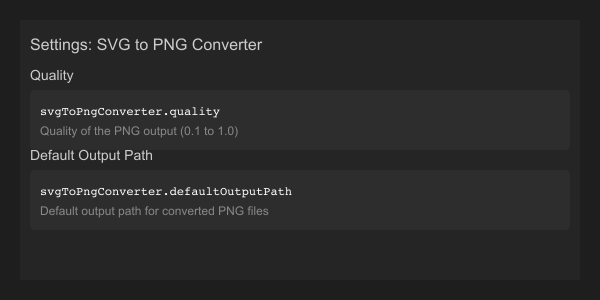 Settings: SVG to PNG Converter
Quality
svgToPngConverter.quality
Quality of the PNG output (0.1 to 1.0)
Default Output Path
svgToPngConverter.defaultOutputPath
Default output path for converted PNG files